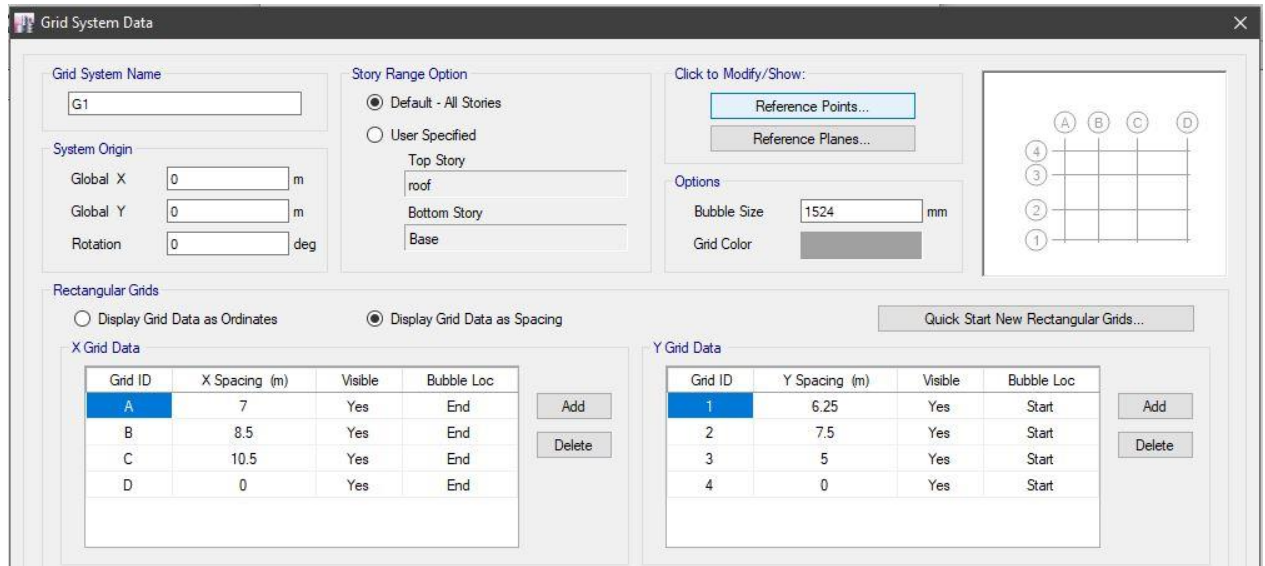 Grid System Data
Grid System Name
G1
System Origin
Global X 0 m
Global Y 0 m
Rotation 0 deg
Story Range Option
Default - All Stories
User Specified
Top Story
roof
Bottom Story
Base
Click to Modify/Show:
Reference Points...
Reference Planes...
Options
Bubble Size 1524 mm
Grid Color
A B C D
4
3
2
1
Rectangular Grids
Display Grid Data as Ordinates
Display Grid Data as Spacing
Quick Start New Rectangular Grids...
X Grid Data
Grid ID X Spacing (m) Visible Bubble Loc
A 7 Yes End
B 8.5 Yes End
C 10.5 Yes End
D 0 Yes End
Add
Delete
Y Grid Data
Grid ID Y Spacing (m) Visible Bubble Loc
1 6.25 Yes Start
2 7.5 Yes Start
3 5 Yes Start
4 0 Yes Start
Add
Delete